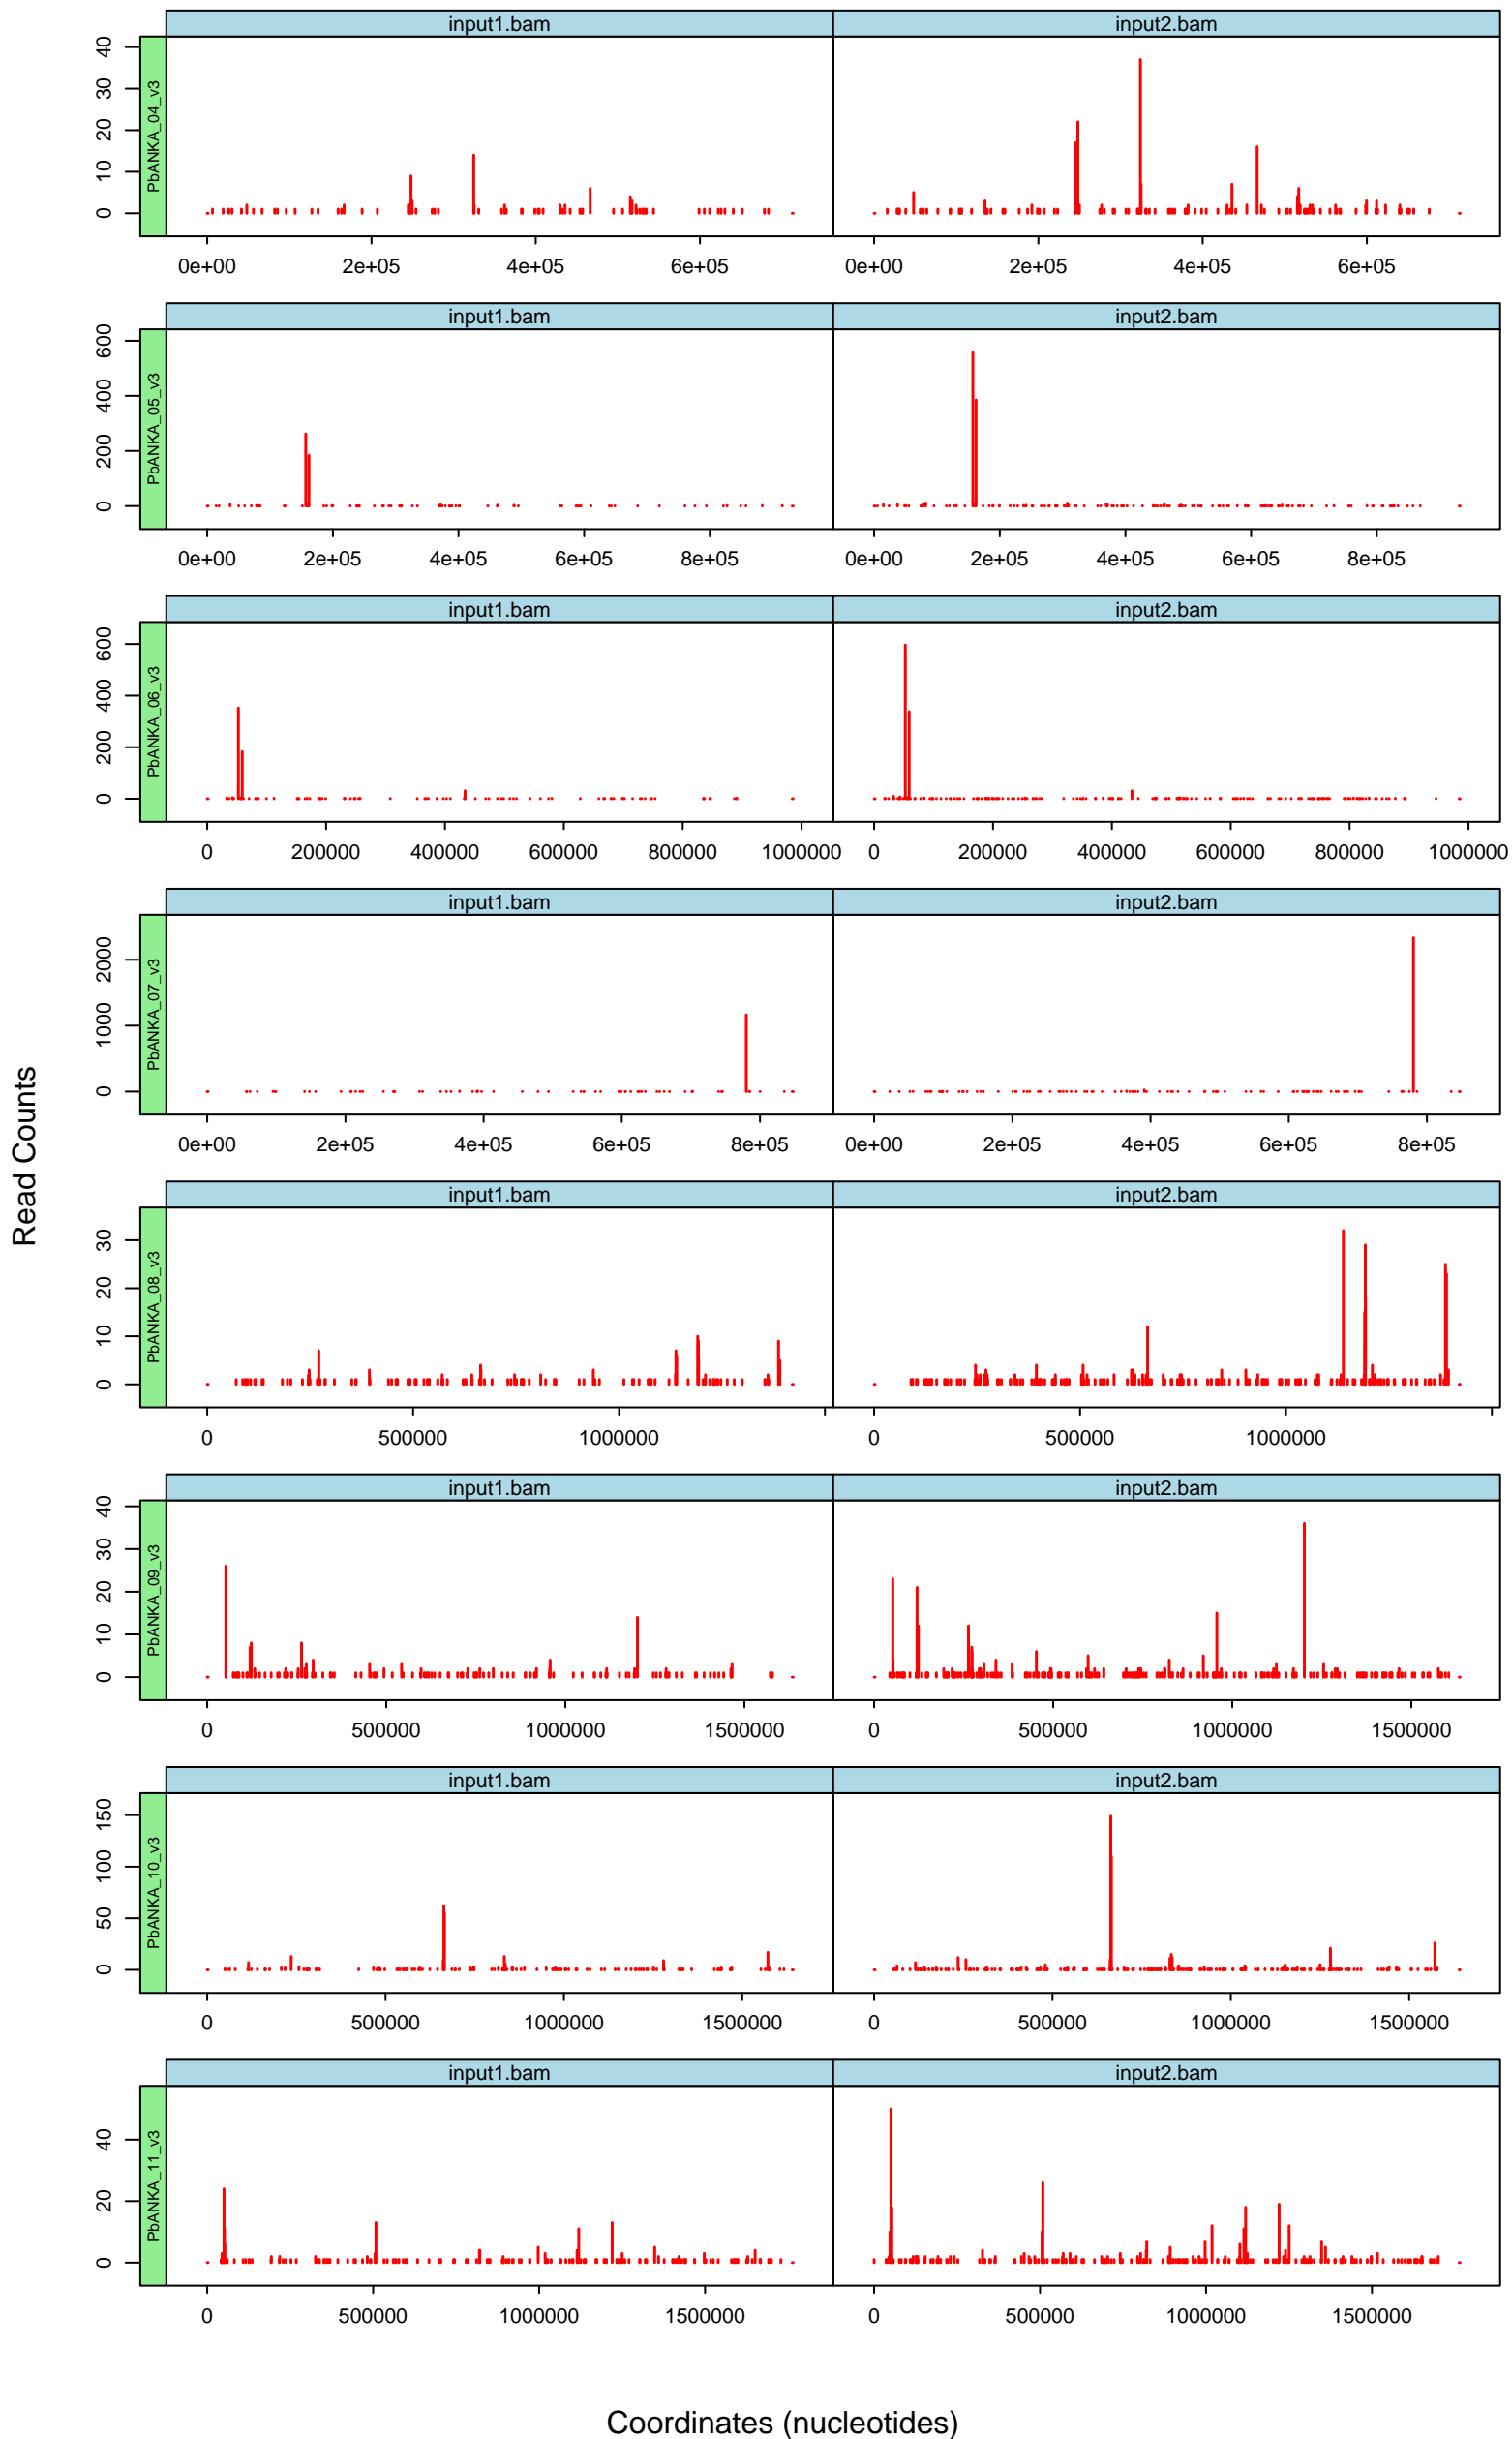 input1.bam input2.bam
PbANKA_04_v3
0 10 20 30 40
0e+00 2e+05 4e+05 6e+05 0e+00 2e+05 4e+05 6e+05
input1.bam input2.bam
PbANKA_05_v3
0 200 400 600
0e+00 2e+05 4e+05 6e+05 8e+05 0e+00 2e+05 4e+05 6e+05 8e+05
input1.bam input2.bam
PbANKA_06_v3
0 200 400 600
0 200000 400000 600000 800000 1000000 0 200000 400000 600000 800000 1000000
input1.bam input2.bam
PbANKA_07_v3
0 1000 2000
0e+00 2e+05 4e+05 6e+05 8e+05 0e+00 2e+05 4e+05 6e+05 8e+05
Read Counts
input1.bam input2.bam
PbANKA_08_v3
0 10 20 30
0 500000 1000000 0 500000 1000000
input1.bam input2.bam
PbANKA_09_v3
0 10 20 30 40
0 500000 1000000 1500000 0 500000 1000000 1500000
input1.bam input2.bam
PbANKA_10_v3
0 50 100 150
0 500000 1000000 1500000 0 500000 1000000 1500000
input1.bam input2.bam
PbANKA_11_v3
0 20 40
0 500000 1000000 1500000 0 500000 1000000 1500000
Coordinates (nucleotides)